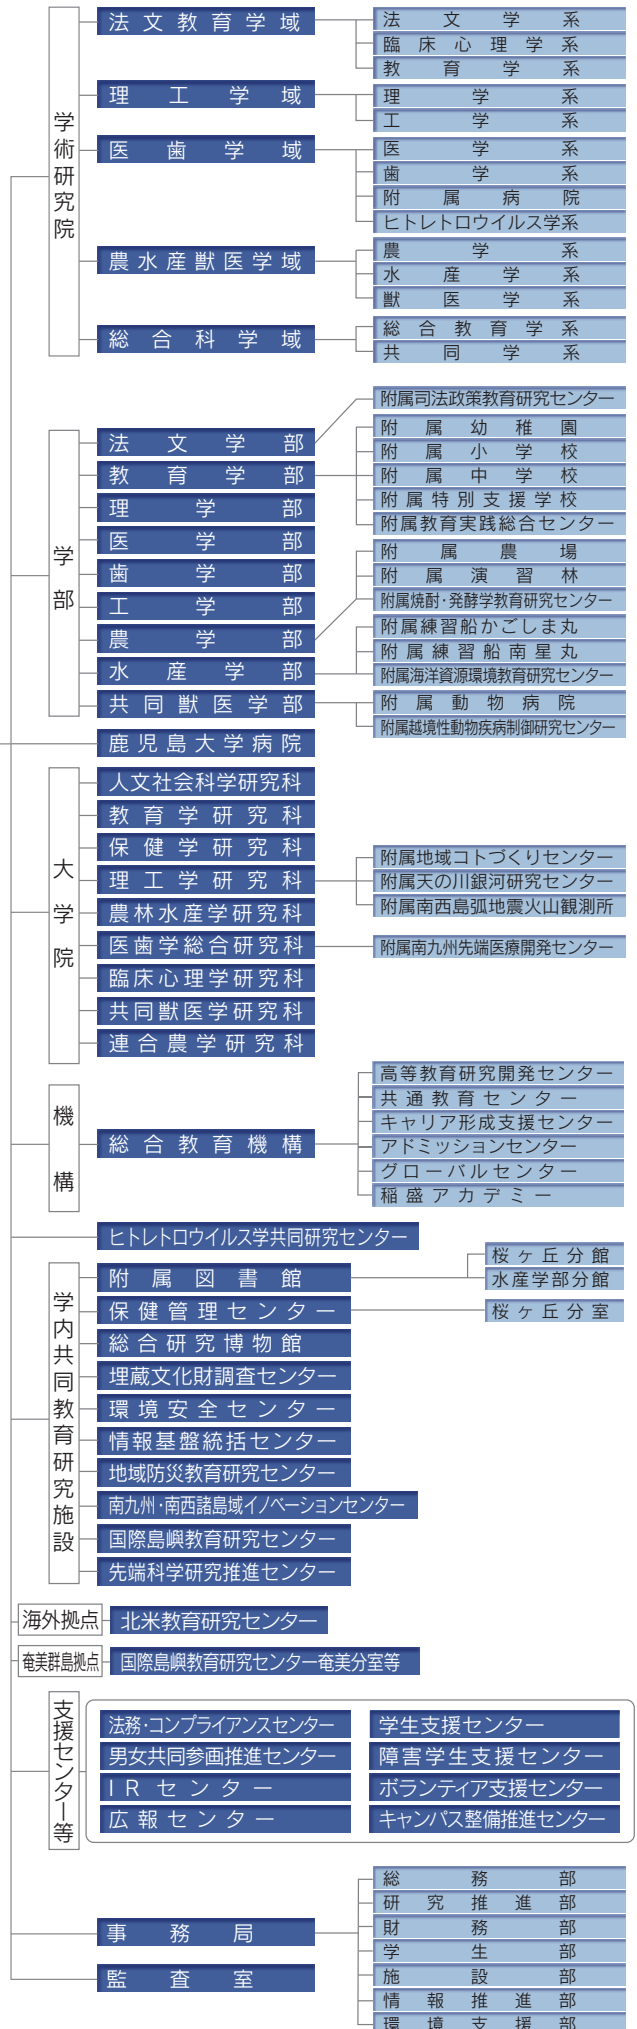 学術研究院
法文教育学域
法文学系
臨床心理学系
教育学系
理工学域
理学系
工学系
医歯学域
医学系
歯学系
附属病院
ヒトレトロウイルス学系
農水産獣医学域
農学系
水産学系
獣医学系
総合科学域
総合教育学系
共同学系
学部
法文学部
附属司法政策教育研究センター
教育学部
附属幼稚園
附属小学校
附属中学校
附属特別支援学校
附属教育実践総合センター
理学部
医学部
歯学部
工学部
農学部
附属農場
附属演習林
附属焼酎・発酵学教育研究センター
水産学部
附属練習船かごしま丸
附属練習船南星丸
附属海洋資源環境教育研究センター
共同獣医学部
附属動物病院
附属越境性動物疾病制御研究センター
鹿児島大学病院
大学院
人文社会科学研究科
教育学研究科
保健学研究科
理工学研究科
附属地域コトづくりセンター
附属天の川銀河研究センター
附属南西島弧地震火山観測所
農林水産学研究科
医歯学総合研究科
附属南九州先端医療開発センター
臨床心理学研究科
共同獣医学研究科
連合農学研究科
機構
総合教育機構
高等教育研究開発センター
共通教育センター
キャリア形成支援センター
アドミッションセンター
グローバルセンター
稲盛アカデミー
ヒトレトロウイルス学共同研究センター
学内共同教育研究施設
附属図書館
桜ヶ丘分館
水産学部分館
保健管理センター
桜ヶ丘分室
総合研究博物館
埋蔵文化財調査センター
環境安全センター
情報基盤統括センター
地域防災教育研究センター
南九州・南西諸島域イノベーションセンター
国際島嶼教育研究センター
先端科学研究推進センター
海外拠点
北米教育研究センター
奄美群島拠点
国際島嶼教育研究センター奄美分室等
支援センター等
法務・コンプライアンスセンター
学生支援センター
男女共同参画推進センター
障害学生支援センター
IRセンター
ボランティア支援センター
広報センター
キャンパス整備推進センター
事務局
総務部
研究推進部
財務部
学生部
施設部
情報推進部
環境支援部
監査室